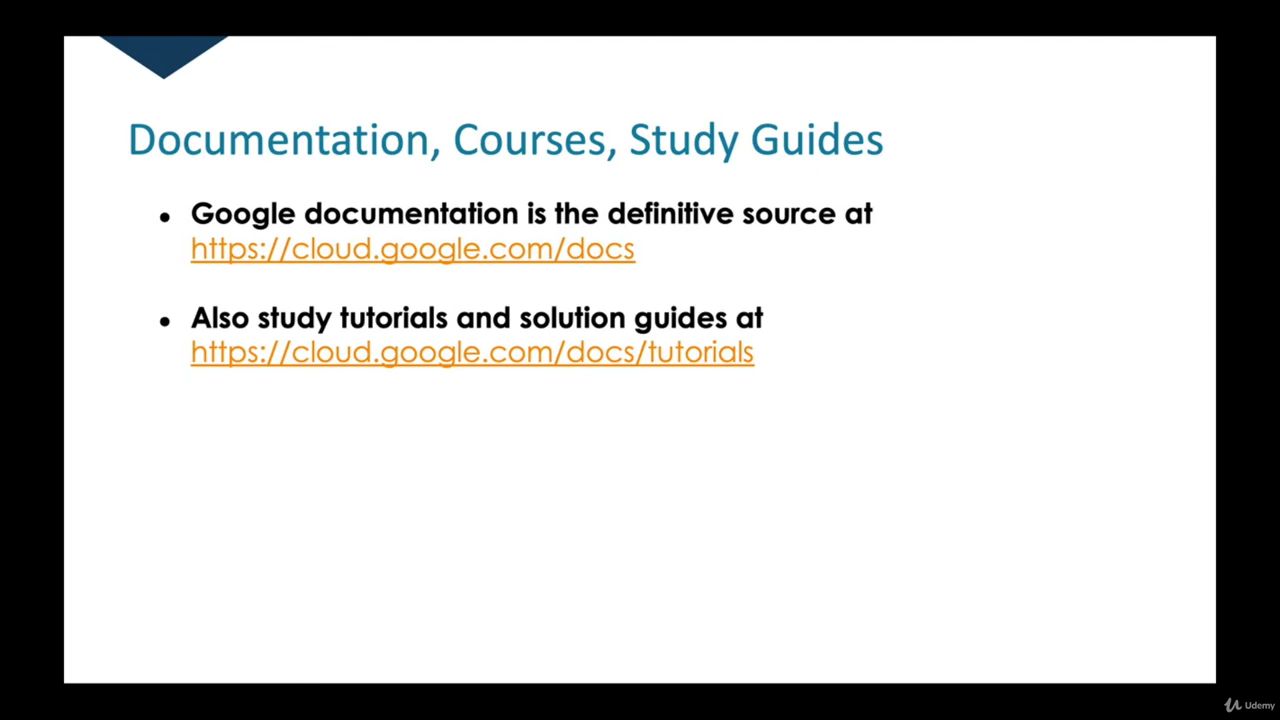 Documentation, Courses, Study Guides
• Google documentation is the definitive source at
https://cloud.google.com/docs
• Also study tutorials and solution guides at
https://cloud.google.com/docs/tutorials
Udemy